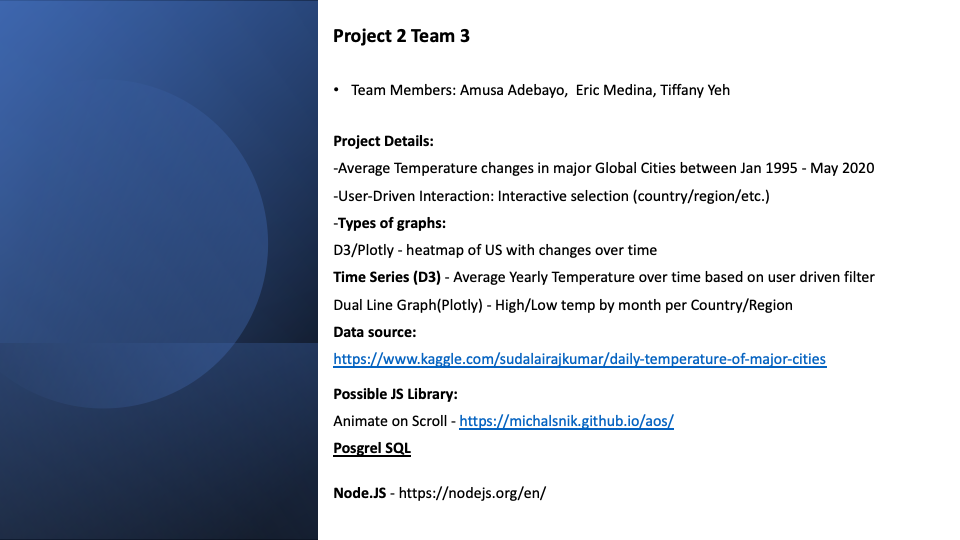 Project 2 Team 3
• Team Members: Amusa Adebayo,  Eric Medina, Tiffany Yeh
Project Details:
-Average Temperature changes in major Global Cities between Jan 1995 - May 2020
-User-Driven Interaction: Interactive selection (country/region/etc.)
-Types of graphs:
D3/Plotly - heatmap of US with changes over time
Time Series (D3) - Average Yearly Temperature over time based on user driven filter
Dual Line Graph(Plotly) - High/Low temp by month per Country/Region
Data source:
https://www.kaggle.com/sudalairajkumar/daily-temperature-of-major-cities
Possible JS Library:
Animate on Scroll - https://michalsnik.github.io/aos/
Posgrel SQL
Node.JS - https://nodejs.org/en/